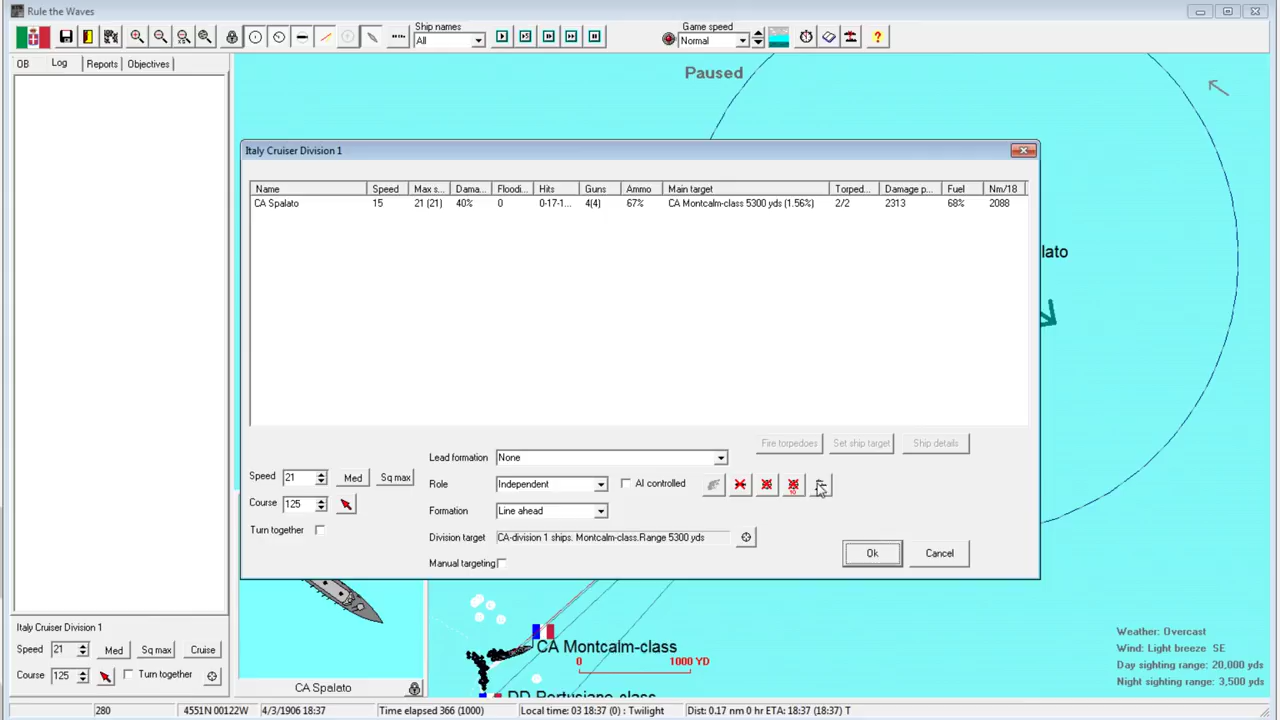 Rule the Waves
Ship names
All
Game speed
Normal
OB Log Reports Objectives
Paused
Italy Cruiser Division 1
Name Speed Max s... Dama... Floodi... Hits Guns Ammo Main target Torped... Damage p... Fuel Nm/18
CA Spalato 15 21 (21) 40% 0 0-17-1... 4(4) 67% CA Montcalm-class 5300 yds (1.56%) 2/2 2313 68% 2088
lato
Fire torpedoes Set ship target Ship details
Lead formation None
Speed 21 Med Sq max
Role Independent AI controlled 10
Course 125
Formation Line ahead
Turn together
Division target CA-division 1 ships. Montcalm-class.Range 5300 yds
Manual targeting
Ok Cancel
Italy Cruiser Division 1
Speed 21 Med Sq max Cruise
Course 125 Turn together
CA Spalato
CA Montcalm-class
0 1000 YD
DD Pertuisane-class
Weather: Overcast
Wind: Light breeze SE
Day sighting range: 20,000 yds
Night sighting range: 3,500 yds
280 4551N 00122W 4/3/1906 18:37 Time elapsed 366 (1000) Local time: 03 18:37 (0) : Twilight Dist: 0.17 nm 0 hr ETA: 18:37 (18:37) T